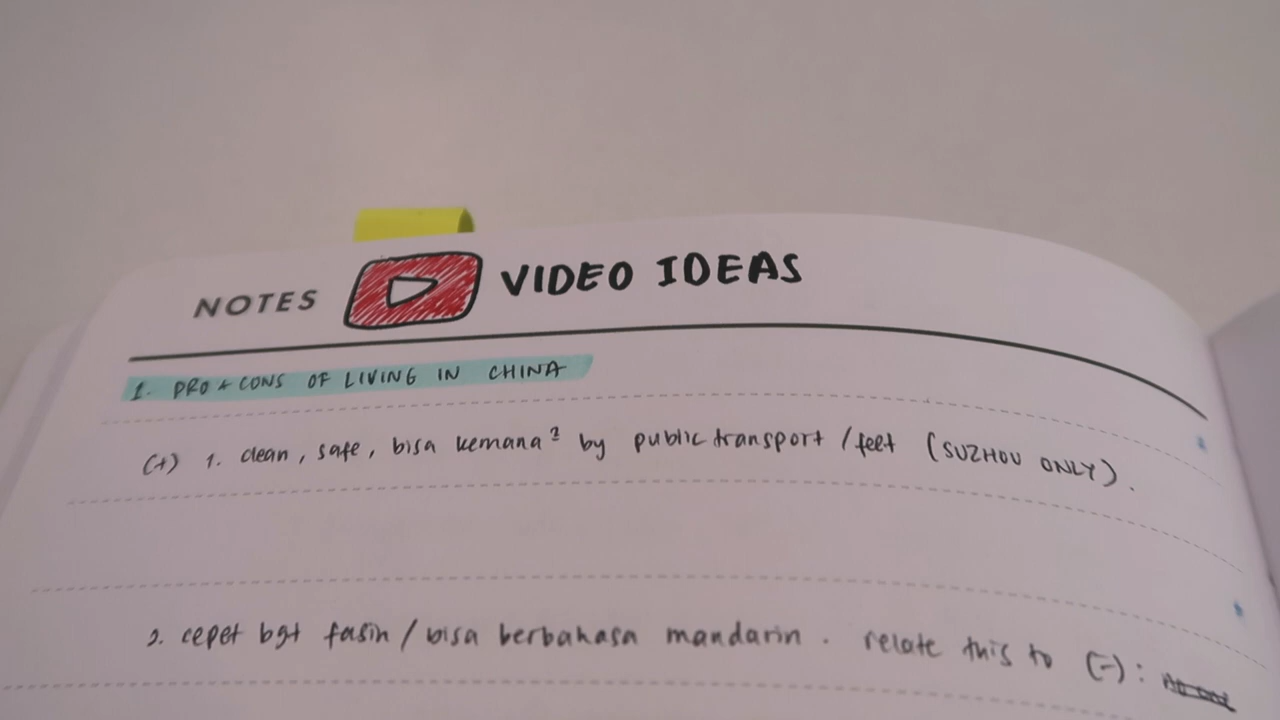 NOTES VIDEO IDEAS
1. PRO & CONS OF LIVING IN CHINA
(+) 1. clean, safe, bisa kemana² by public transport / feet (SUZHOU ONLY).
2. cepet bgt fasih / bisa berbahasa mandarin. relate this to (-):